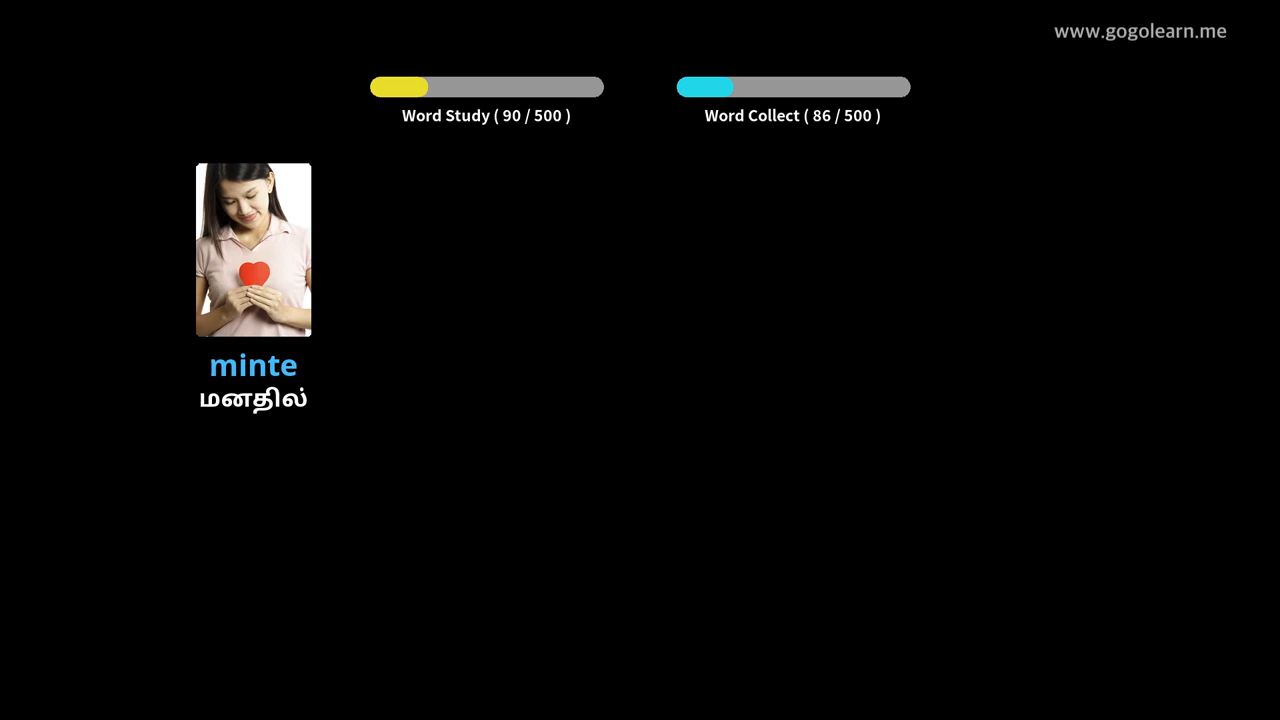 www.gogolearn.me
Word Study ( 90 / 500 )
Word Collect ( 86 / 500 )
minte
மனதில்